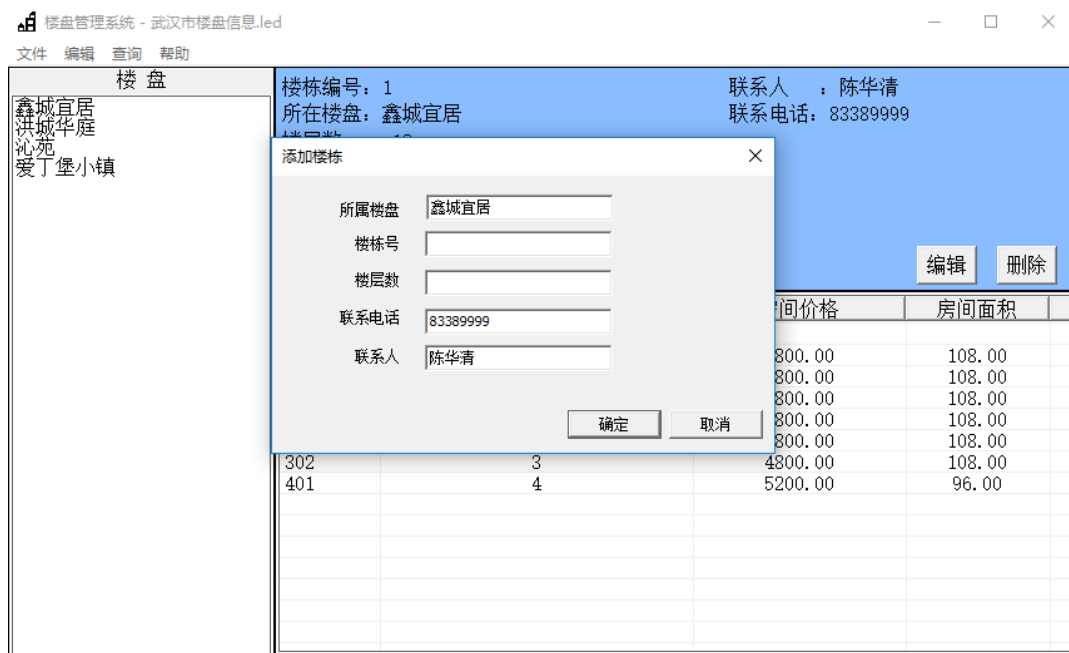 楼盘管理系统 - 武汉市楼盘信息.led
文件 编辑 查询 帮助
楼 盘
鑫城宜居
洪城华庭
沁苑
爱丁堡小镇
楼栋编号: 1
联系人 : 陈华清
所在楼盘: 鑫城宜居
联系电话: 83389999
添加楼栋
所属楼盘 鑫城宜居
楼栋号
楼层数
联系电话 83389999
联系人 陈华清
确定 取消
编辑 删除
间价格 房间面积
800.00 108.00
800.00 108.00
800.00 108.00
800.00 108.00
800.00 108.00
302 3 4800.00 108.00
401 4 5200.00 96.00